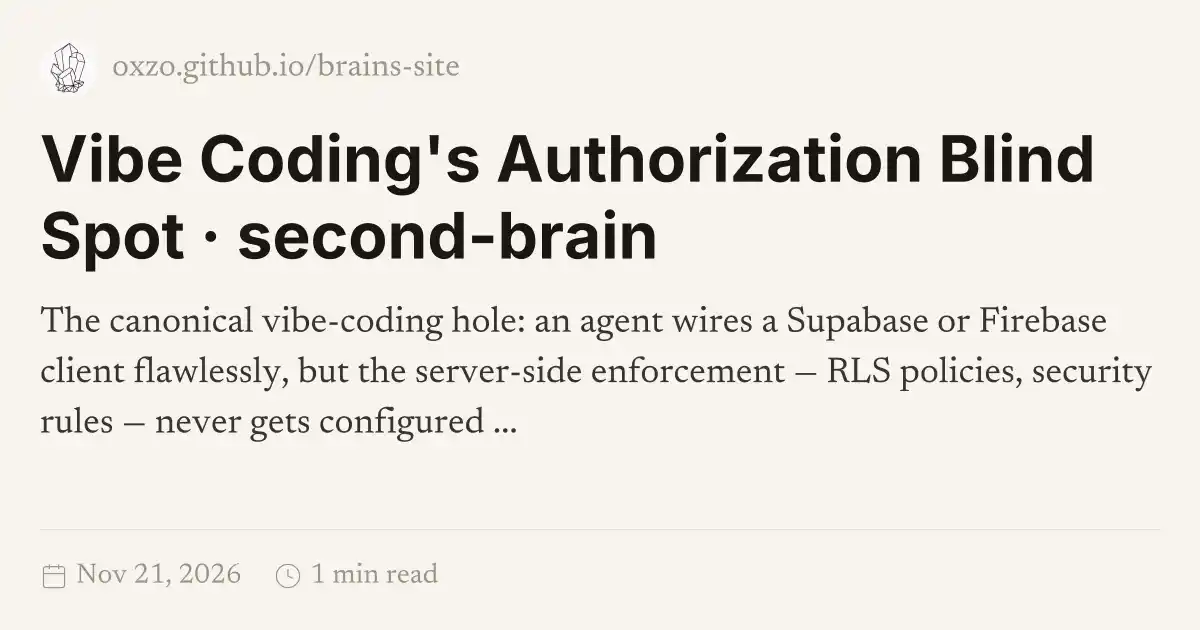 oxzo.github.io/brains-site
Vibe Coding's Authorization Blind
Spot · second-brain
The canonical vibe-coding hole: an agent wires a Supabase or Firebase
client flawlessly, but the server-side enforcement — RLS policies, security
rules — never gets configured ...
Nov 21, 2026 1 min read